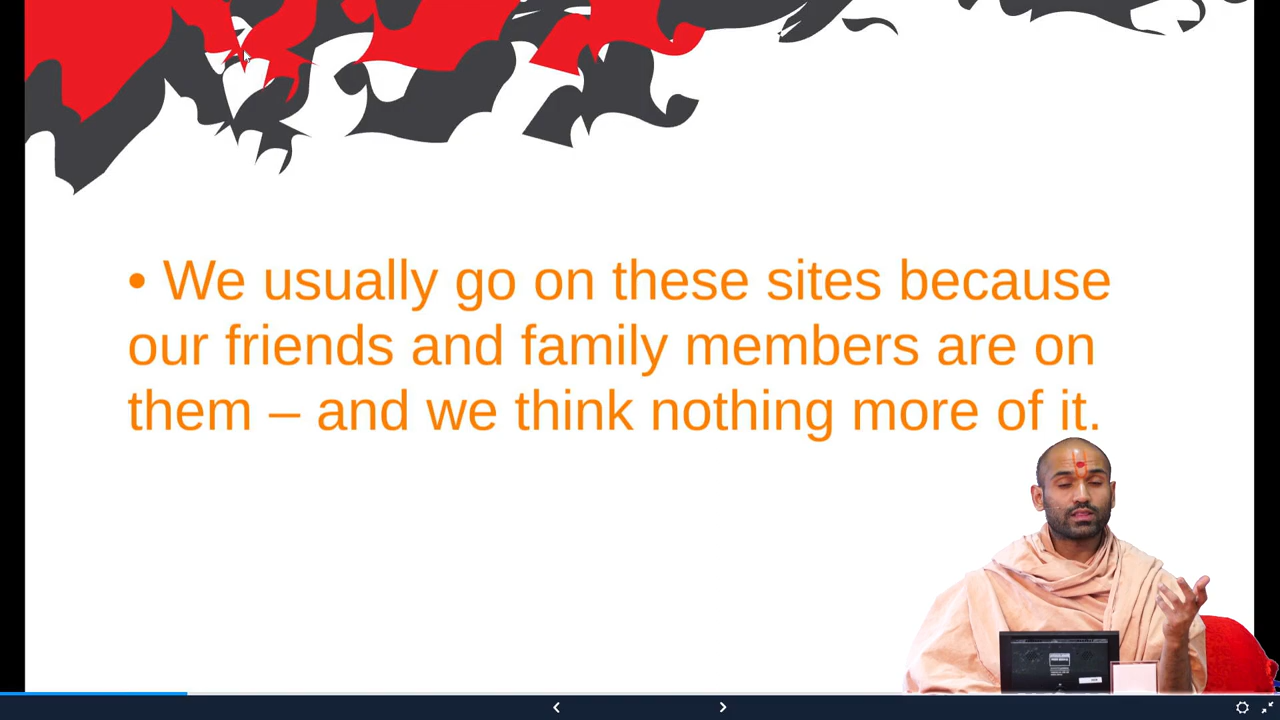 • We usually go on these sites because
our friends and family members are on
them – and we think nothing more of it.